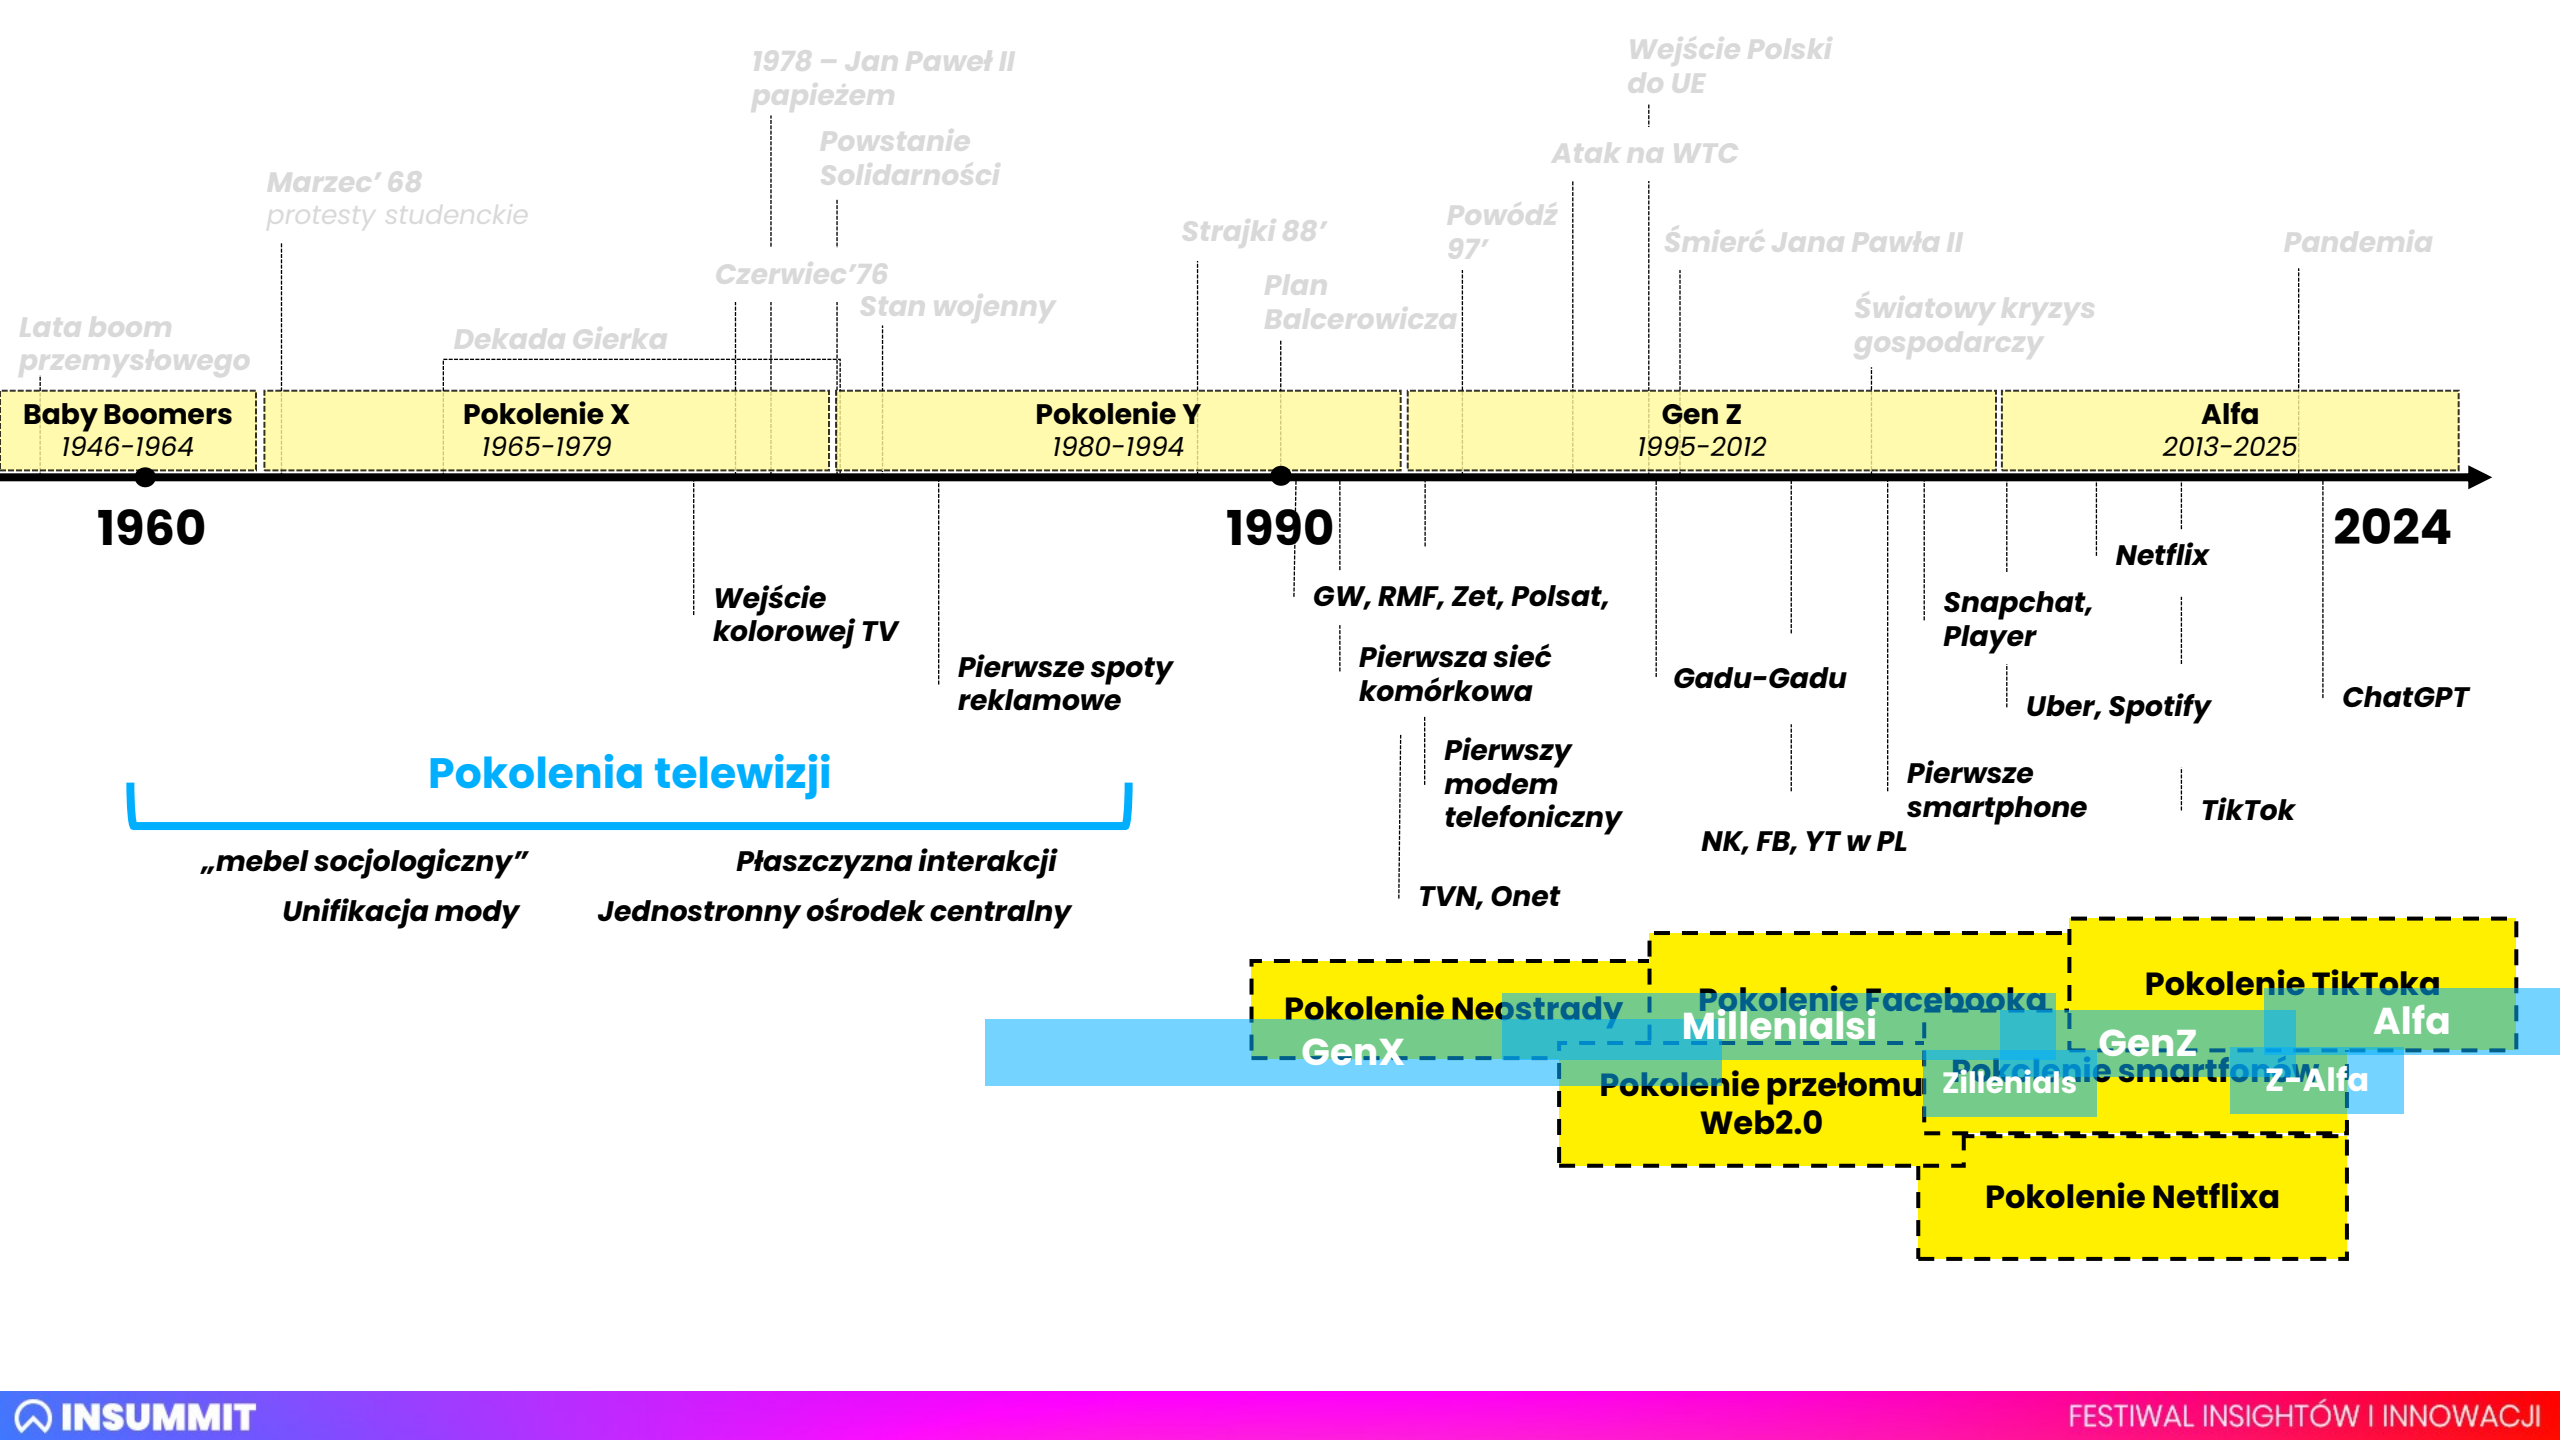 1978 – Jan Paweł II
papieżem
Wejście Polski
do UE
Powstanie
Solidarności
Atak na WTC
Marzec’ 68
protesty studenckie
Strajki 88’
Powódź
97’
Śmierć Jana Pawła II
Pandemia
Czerwiec’76
Stan wojenny
Plan
Balcerowicza
Światowy kryzys
gospodarczy
Lata boom
przemysłowego
Dekada Gierka
Baby Boomers
1946-1964
Pokolenie X
1965-1979
Pokolenie Y
1980-1994
Gen Z
1995-2012
Alfa
2013-2025
1960
1990
2024
Wejście
kolorowej TV
Pierwsze spoty
reklamowe
GW, RMF, Zet, Polsat,
Pierwsza sieć
komórkowa
Pierwszy
modem
telefoniczny
TVN, Onet
Gadu-Gadu
NK, FB, YT w PL
Pierwsze
smartphone
Snapchat,
Player
Uber, Spotify
Netflix
TikTok
ChatGPT
Pokolenia telewizji
„mebel socjologiczny”
Płaszczyzna interakcji
Unifikacja mody
Jednostronny ośrodek centralny
Pokolenie Neostrady
Pokolenie Facebooka
Pokolenie TikToka
GenX
Millenialsi
GenZ
Alfa
Pokolenie przełomu
Web2.0
Pokolenie smartfonów
Zillenials
Z-Alfa
Pokolenie Netflixa
INSUMMIT
FESTIWAL INSIGHTÓW I INNOWACJI